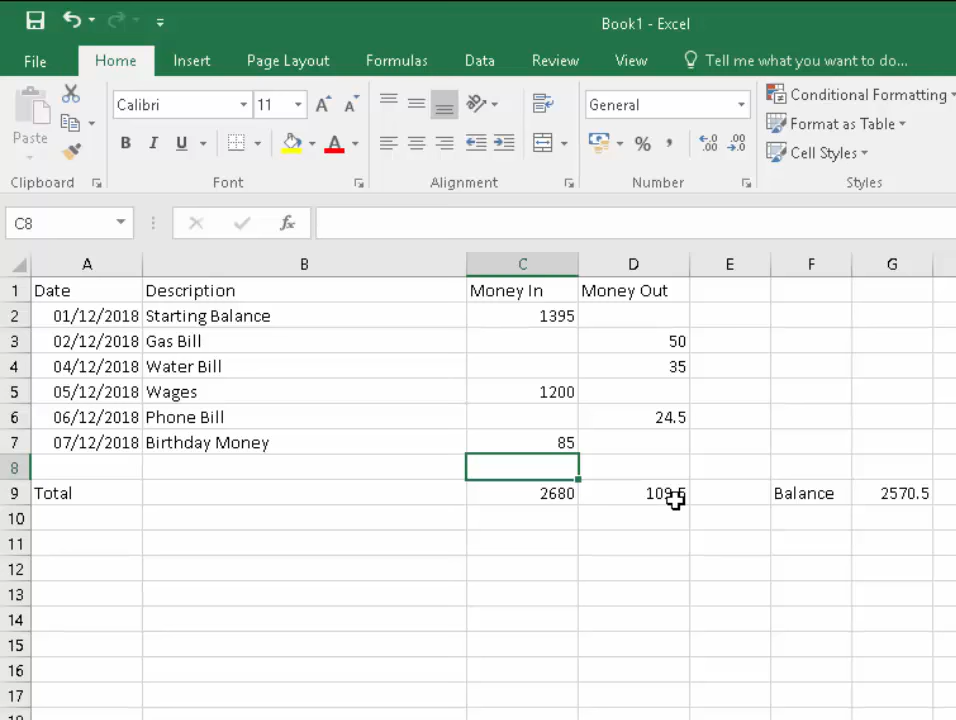 Book1 - Excel
File Home Insert Page Layout Formulas Data Review View Tell me what you want to do...
Calibri 11 General Conditional Formatting
Paste B I U % Format as Table
Cell Styles
Clipboard Font Alignment Number Styles
C8 fx
A B C D E F G
1 Date Description Money In Money Out
2 01/12/2018 Starting Balance 1395
3 02/12/2018 Gas Bill 50
4 04/12/2018 Water Bill 35
5 05/12/2018 Wages 1200
6 06/12/2018 Phone Bill 24.5
7 07/12/2018 Birthday Money 85
8
9 Total 2680 109.5 Balance 2570.5
10
11
12
13
14
15
16
17
18